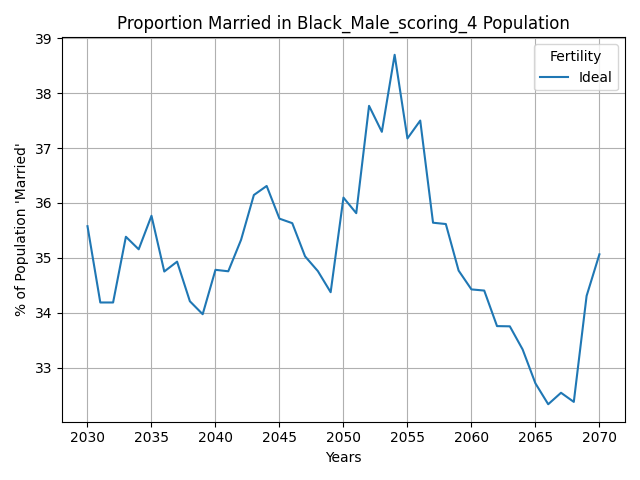 Proportion Married in Black_Male_scoring_4 Population
Fertility
Ideal
% of Population 'Married'
39
38
37
36
35
34
33
2030 2035 2040 2045 2050 2055 2060 2065 2070
Years